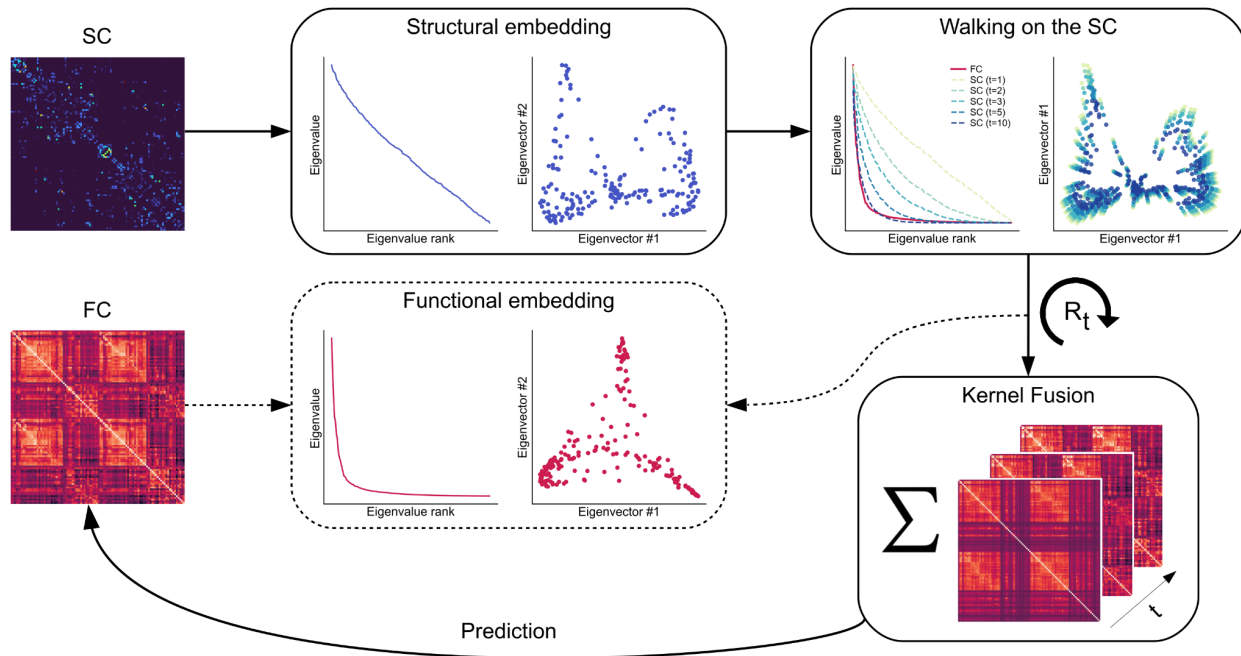 SC
Structural embedding
Eigenvalue
Eigenvalue rank
Eigenvector #2
Eigenvector #1
Walking on the SC
Eigenvalue
FC
SC (t=1)
SC (t=2)
SC (t=3)
SC (t=5)
SC (t=10)
Eigenvalue rank
Eigenvector #1
Eigenvector #1
FC
Functional embedding
Eigenvalue
Eigenvalue rank
Eigenvector #2
Eigenvector #1
Rt
Kernel Fusion
Σ
t
Prediction